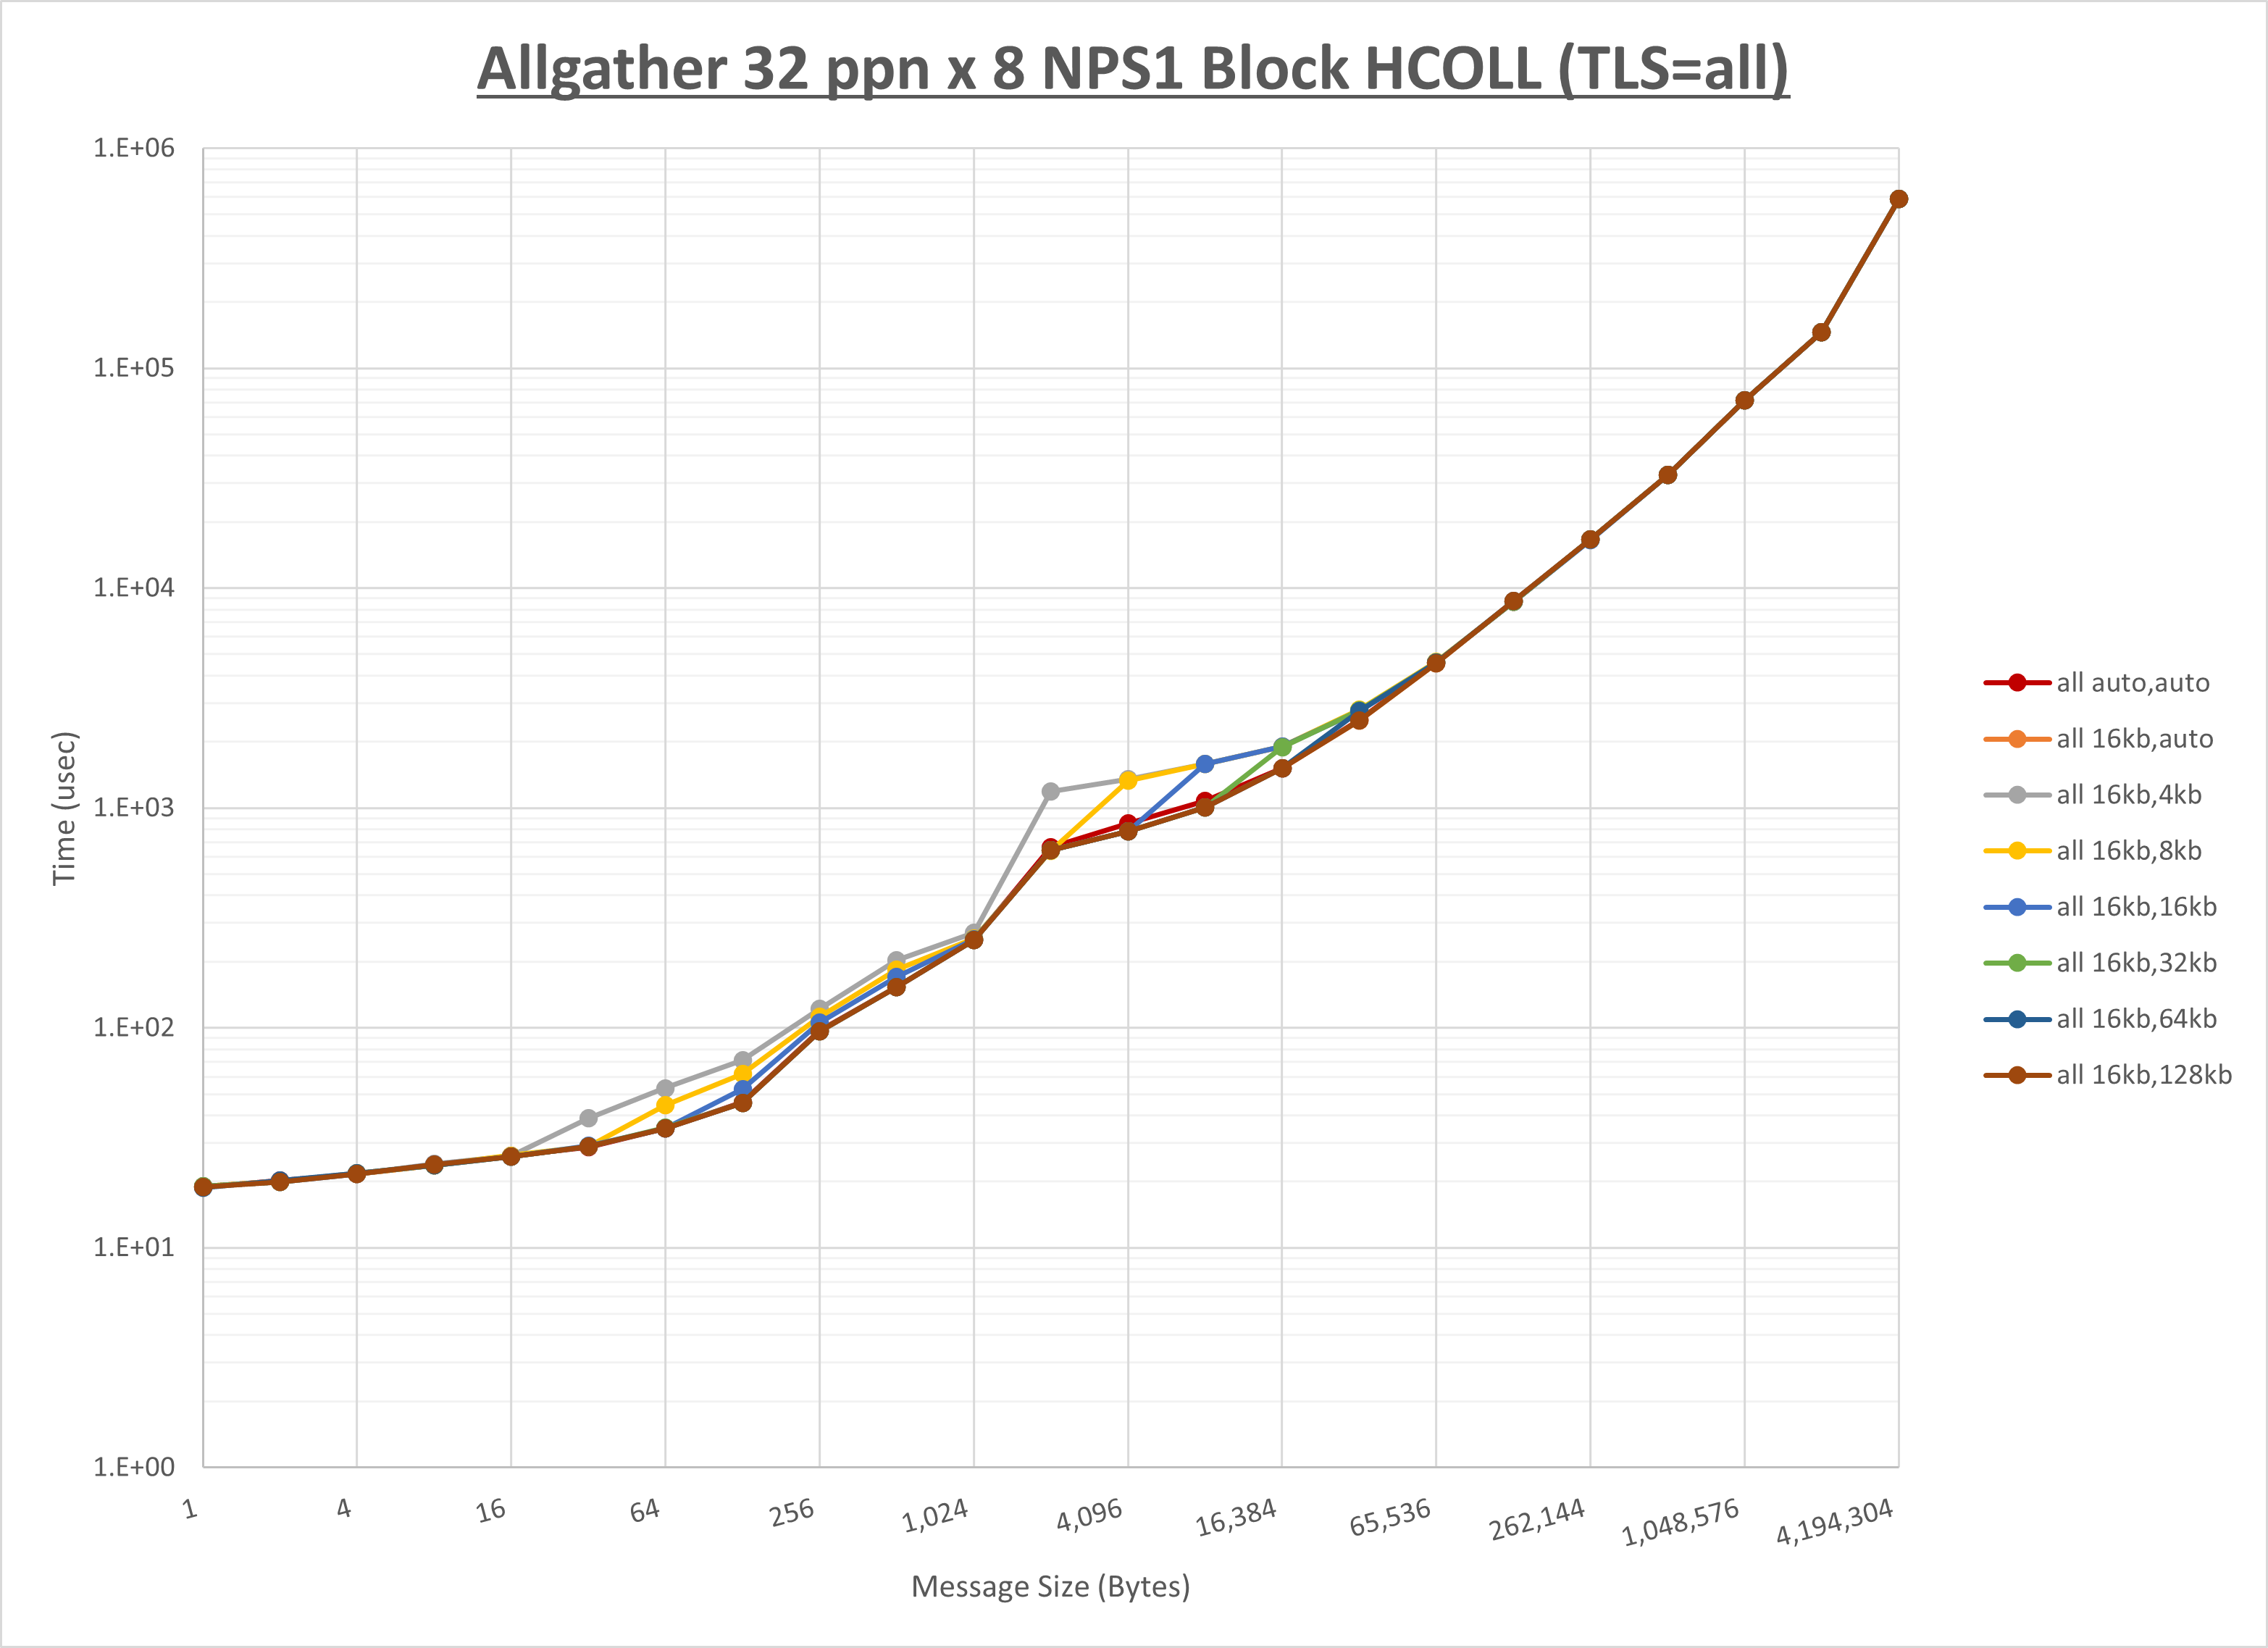 Allgather 32 ppn x 8 NPS1 Block HCOLL (TLS=all)
1.E+06
1.E+05
1.E+04
1.E+03
1.E+02
1.E+01
1.E+00
Time (usec)
1 4 16 64 256 1,024 4,096 16,384 65,536 262,144 1,048,576 4,194,304
Message Size (Bytes)
all auto,auto
all 16kb,auto
all 16kb,4kb
all 16kb,8kb
all 16kb,16kb
all 16kb,32kb
all 16kb,64kb
all 16kb,128kb